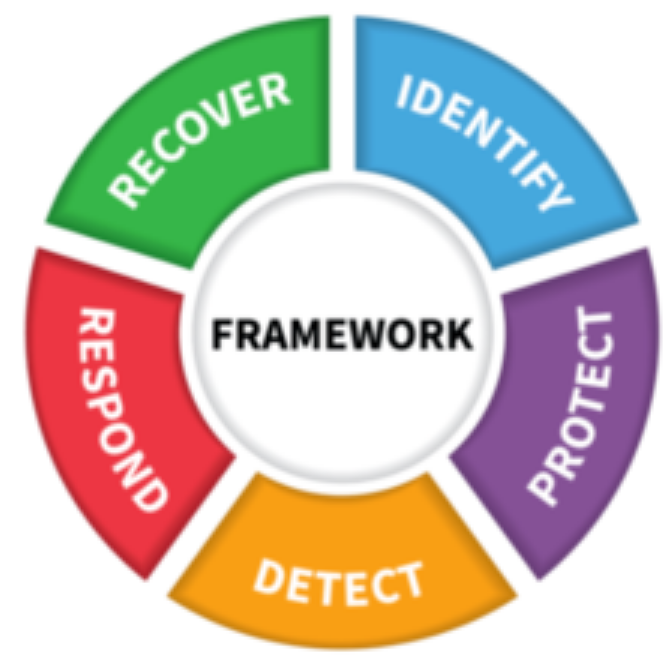 IDENTIFY
PROTECT
DETECT
RESPOND
RECOVER
FRAMEWORK